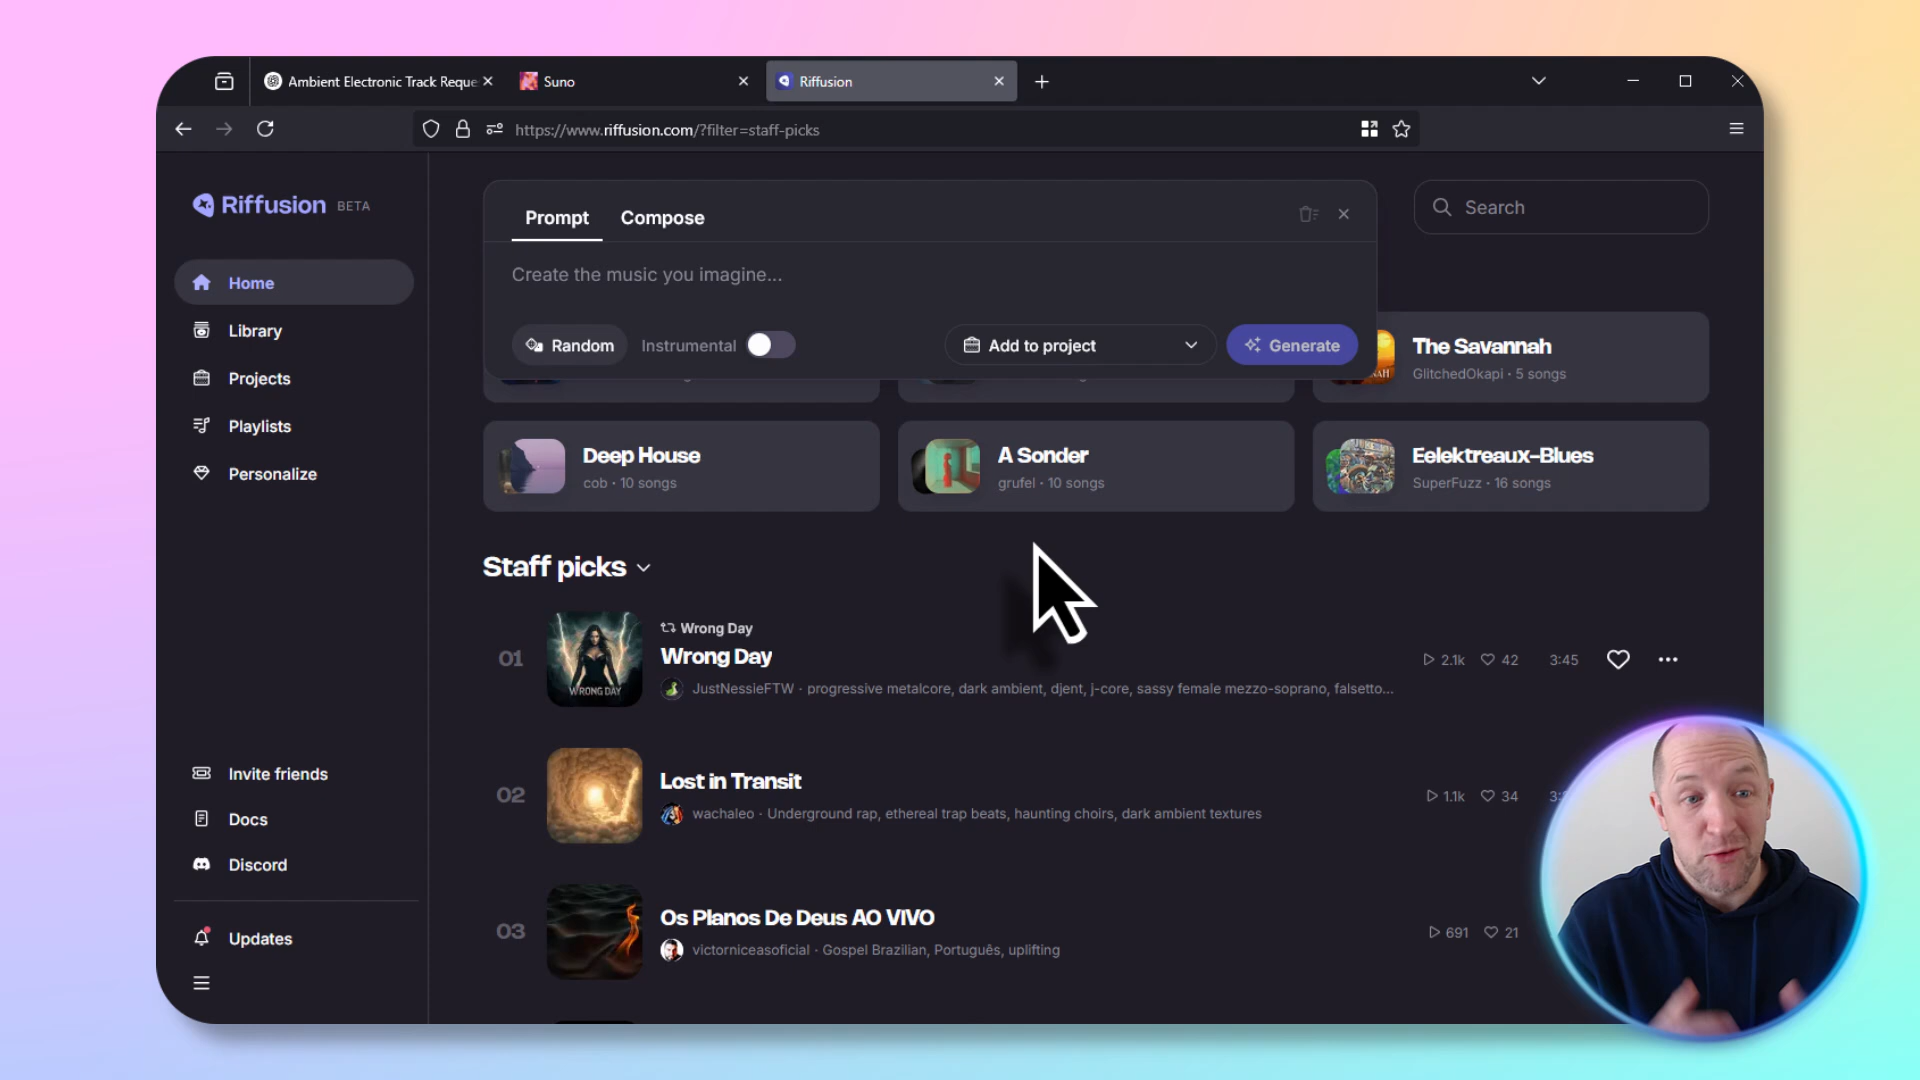 Ambient Electronic Track Reque
Suno
Riffusion
https://www.riffusion.com/?filter=staff-picks
Riffusion BETA
Home
Library
Projects
Playlists
Personalize
Invite friends
Docs
Discord
Updates
Prompt
Compose
Create the music you imagine...
Random
Instrumental
Add to project
Generate
Search
The Savannah
GlitchedOkapi • 5 songs
Deep House
cob • 10 songs
A Sonder
grufel • 10 songs
Eelektreaux-Blues
SuperFuzz • 16 songs
Staff picks
01
WRONG DAY
Wrong Day
Wrong Day
JustNessieFTW · progressive metalcore, dark ambient, djent, j-core, sassy female mezzo-soprano, falsetto...
2.1k
42
3:45
02
Lost in Transit
wachaleo · Underground rap, ethereal trap beats, haunting choirs, dark ambient textures
1.1k
34
03
Os Planos De Deus AO VIVO
victorniceasoficial · Gospel Brazilian, Português, uplifting
691
21